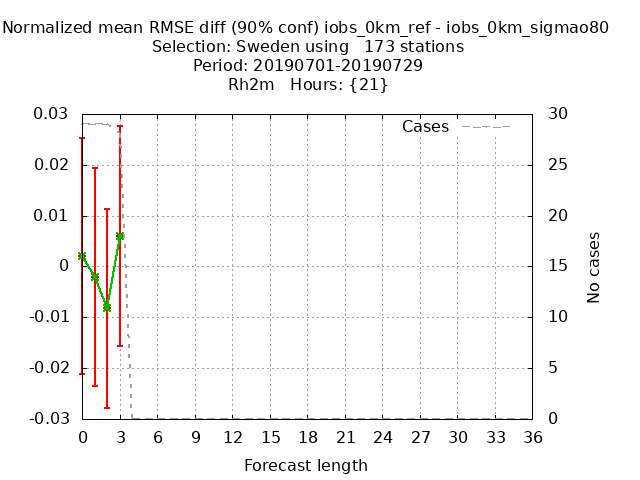 Normalized mean RMSE diff (90% conf) iobs_0km_ref - iobs_0km_sigmao80
Selection: Sweden using   173 stations
Period: 20190701-20190729
Rh2m   Hours: {21}
Cases
0.03
0.02
0.01
0
-0.01
-0.02
-0.03
30
25
20
15
10
5
0
No cases
0 3 6 9 12 15 18 21 24 27 30 33 36
Forecast length